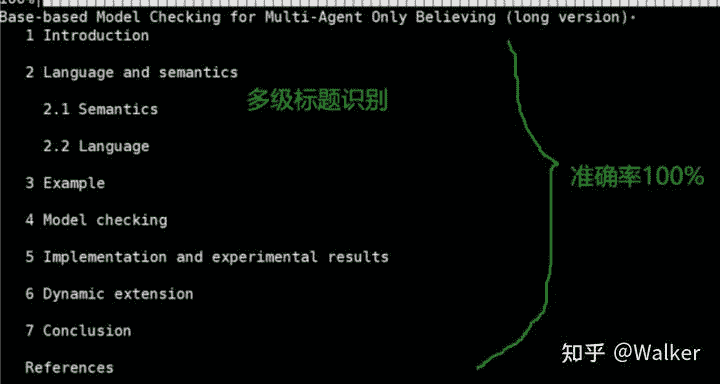 100%
Base-based Model Checking for Multi-Agent Only Believing (long version).
1 Introduction
2 Language and semantics
多级标题识别
2.1 Semantics
2.2 Language
准确率100%
3 Example
4 Model checking
5 Implementation and experimental results
6 Dynamic extension
7 Conclusion
知乎 @Walker
References